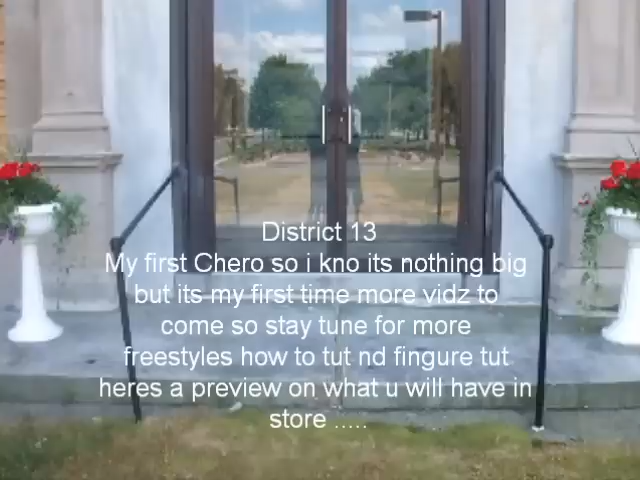 District 13
My first Chero so i kno its nothing big
but its my first time more vidz to
come so stay tune for more
freestyles how to tut nd fingure tut
heres a preview on what u will have in
store .....